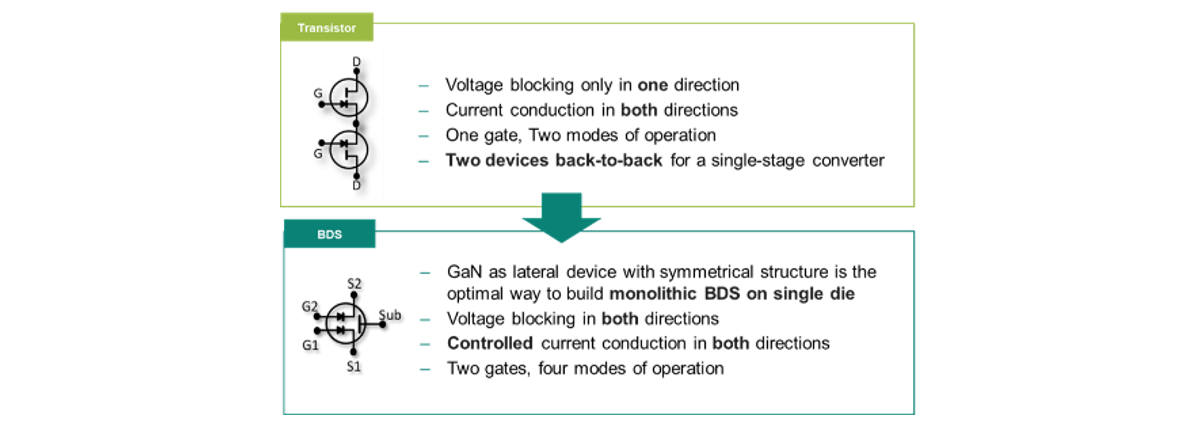 Transistor
D
G
G
D
– Voltage blocking only in one direction
– Current conduction in both directions
– One gate, Two modes of operation
– Two devices back-to-back for a single-stage converter
BDS
S2
G2
Sub
G1
S1
– GaN as lateral device with symmetrical structure is the
optimal way to build monolithic BDS on single die
– Voltage blocking in both directions
– Controlled current conduction in both directions
– Two gates, four modes of operation